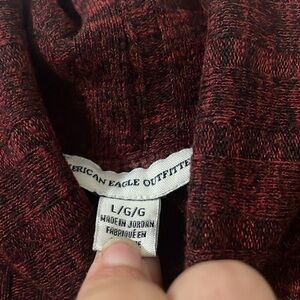 ERICAN EAGLE OUTFITTE
L/G/G
MADE IN JORDAN
FABRIQUÉ EN